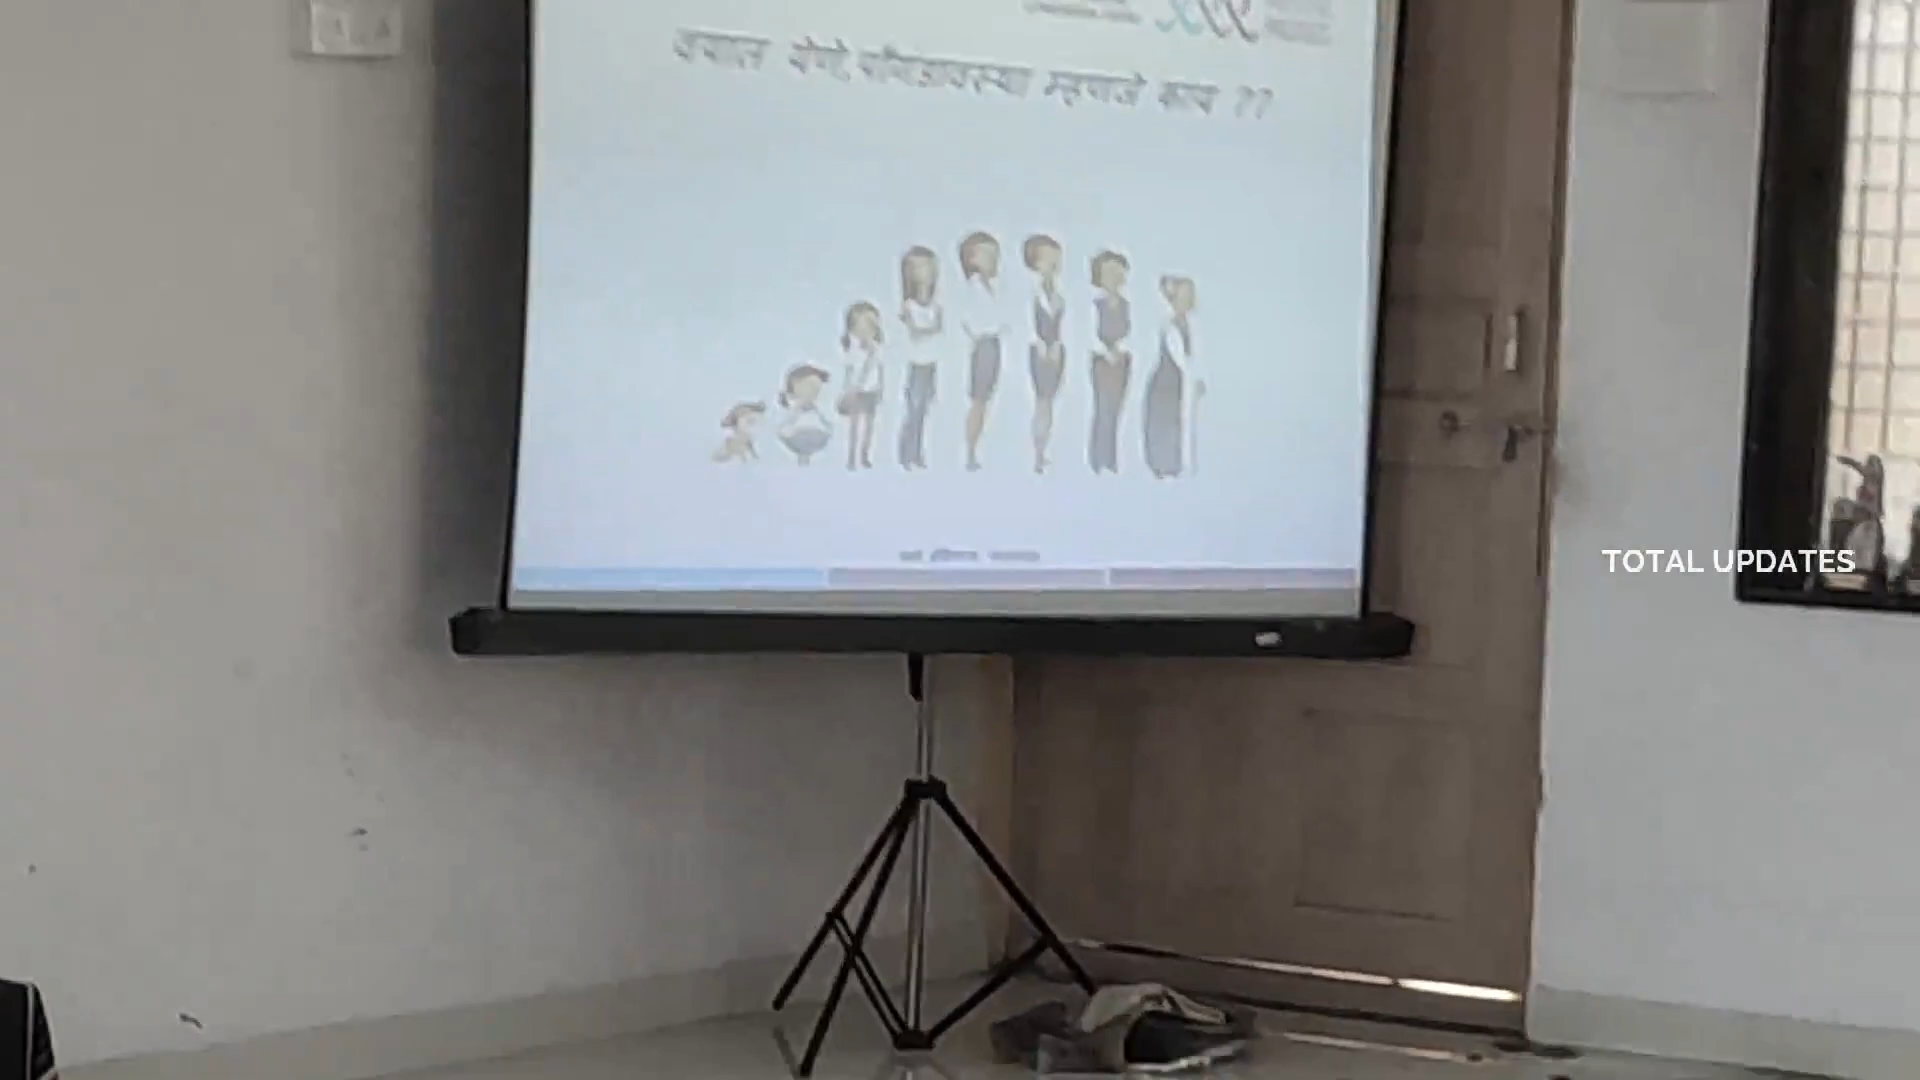 वयात येणे, पौगंडावस्था म्हणजे काय ??
TOTAL UPDATES